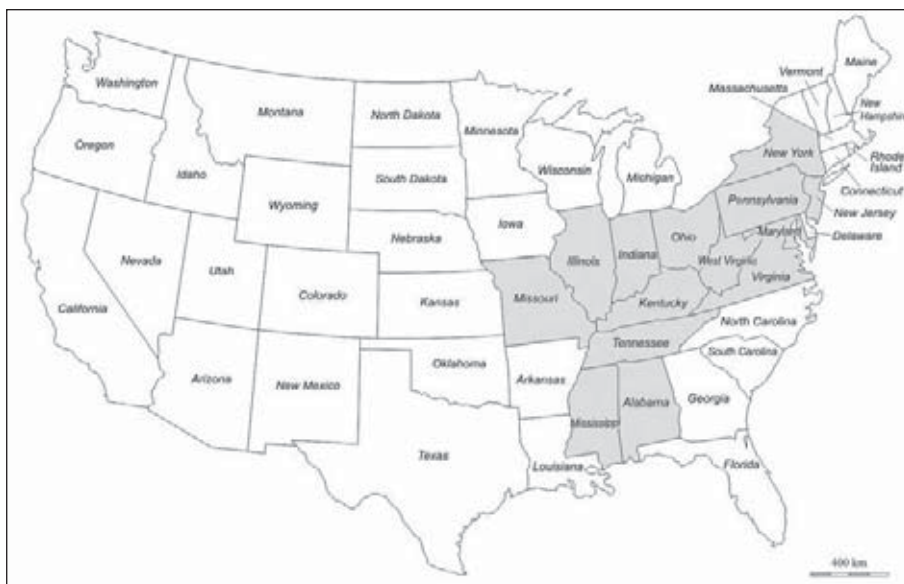 Washington
Montana
North Dakota
Minnesota
Vermont
Maine
Massachusetts
New
Hampshire
Oregon
Idaho
South Dakota
Wisconsin
Michigan
New York
Rhode
Island
Connecticut
Wyoming
Iowa
Pennsylvania
New Jersey
Nebraska
Ohio
Maryland
Delaware
Nevada
Utah
Illinois
Indiana
West Virginia
Virginia
California
Colorado
Kansas
Missouri
Kentucky
North Carolina
Tennessee
South Carolina
Arizona
New Mexico
Oklahoma
Arkansas
Mississippi
Alabama
Georgia
Texas
Louisiana
Florida
400 km